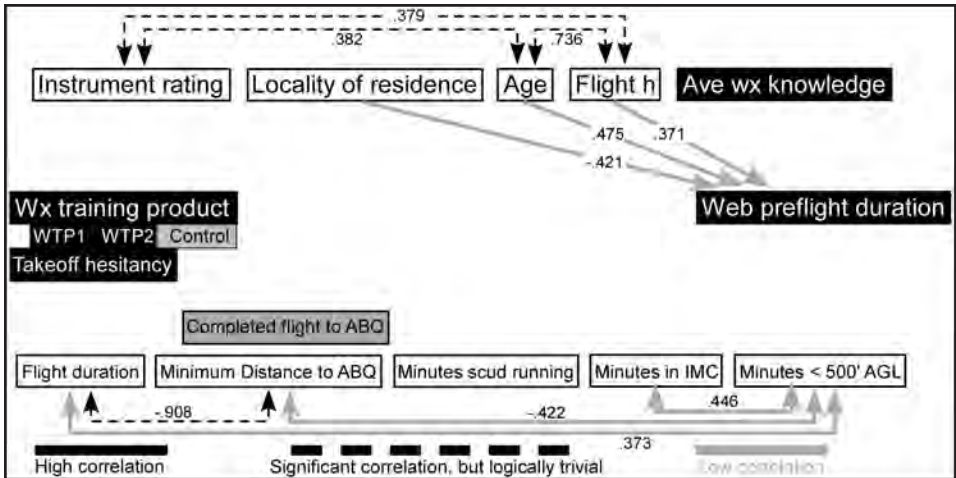 .379
.382 .736
Instrument rating Locality of residence Age Flight h Ave wx knowledge
.475 .371
-.421
Wx training product Web preflight duration
WTP1 WTP2 Control
Takeoff hesitancy
Completed flight to ABQ
Flight duration Minimum Distance to ABQ Minutes scud running Minutes in IMC Minutes < 500' AGL
-.908 -.422 .446
.373
High correlation Significant correlation, but logically trivial Low correlation